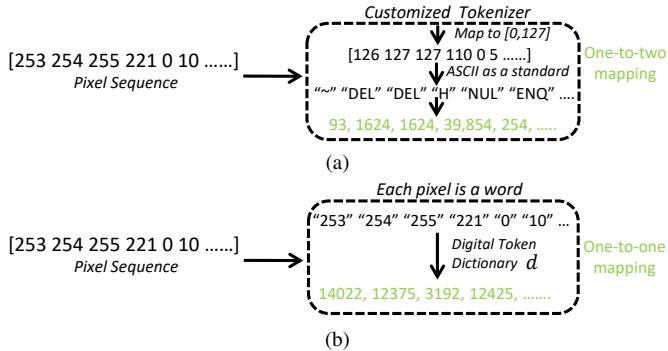 Customized Tokenizer
Map to [0,127]
[253 254 255 221 0 10 ......]
Pixel Sequence
[126 127 127 110 0 5 ......]
ASCII as a standard
“~” “DEL” “DEL” “H” “NUL” “ENQ” ....
93, 1624, 1624, 39,854, 254, .....
One-to-two
mapping
(a)
Each pixel is a word
[253 254 255 221 0 10 ......]
Pixel Sequence
“253” “254” “255” “221” “0” “10” ...
Digital Token
Dictionary d
14022, 12375, 3192, 12425, .......
One-to-one
mapping
(b)